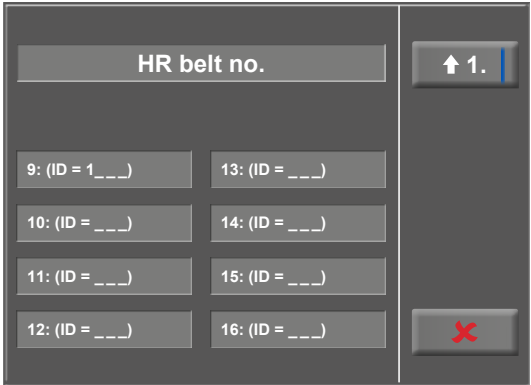 HR belt no.
1.
9: (ID = 1_ _ _)
13: (ID = _ _ _)
10: (ID = _ _ _)
14: (ID = _ _ _)
11: (ID = _ _ _)
15: (ID = _ _ _)
12: (ID = _ _ _)
16: (ID = _ _ _)